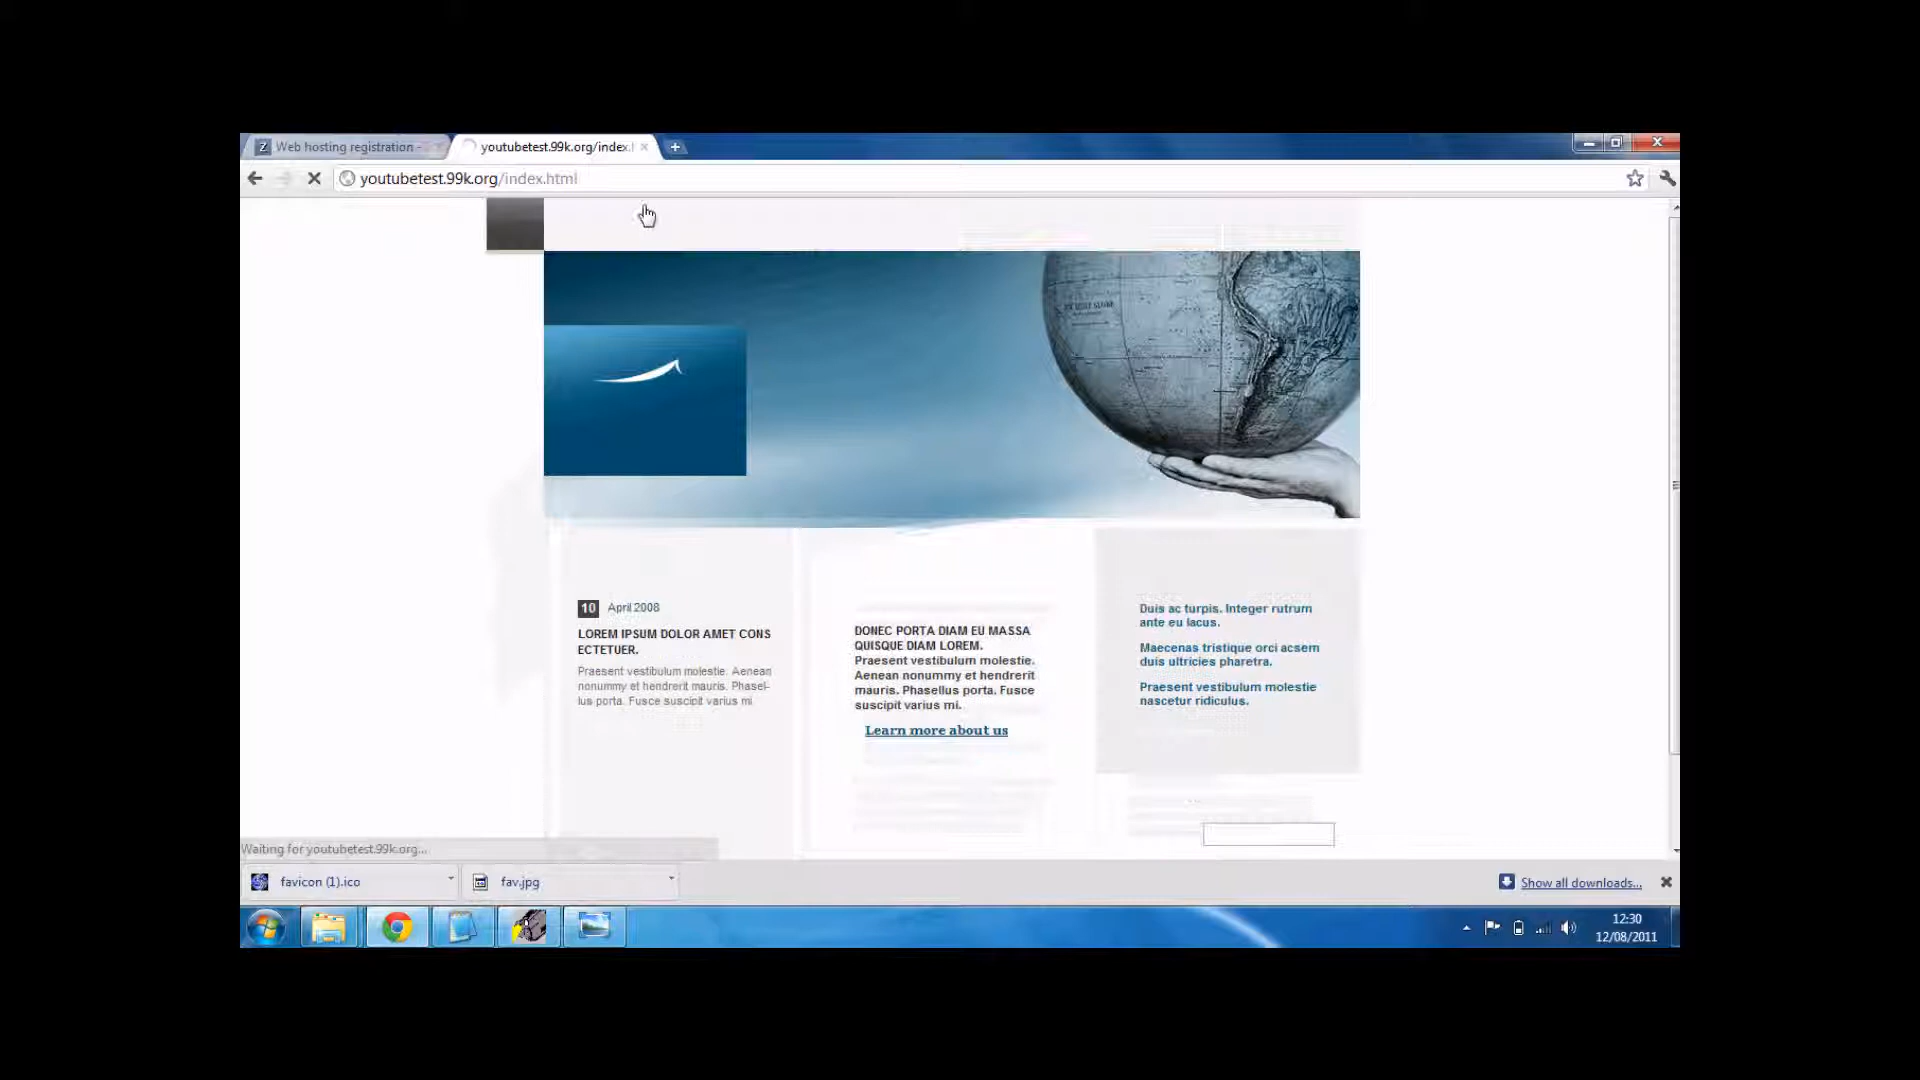 Web hosting registration -
youtubetest.99k.org/index.h
youtubetest.99k.org/index.html
10 April 2008
LOREM IPSUM DOLOR AMET CONS
ECTETUER.
Praesent vestibulum molestie. Aenean
nonummy et hendrerit mauris. Phasel-
lus porta. Fusce suscipit varius mi
DONEC PORTA DIAM EU MASSA
QUISQUE DIAM LOREM.
Praesent vestibulum molestie.
Aenean nonummy et hendrerit
mauris. Phasellus porta. Fusce
suscipit varius mi.
Learn more about us
Duis ac turpis. Integer rutrum
ante eu lacus.
Maecenas tristique orci acsem
duis ultricies pharetra.
Praesent vestibulum molestie
nascetur ridiculus.
Waiting for youtubetest.99k.org...
favicon (1).ico
fav.jpg
Show all downloads...
12:30
12/08/2011